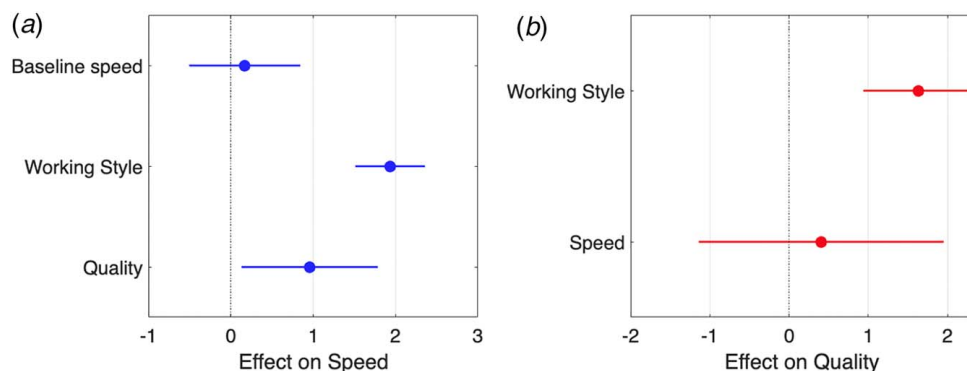 (a)
Baseline speed
Working Style
Quality
-1 0 1 2 3
Effect on Speed
(b)
Working Style
Speed
-2 -1 0 1 2
Effect on Quality